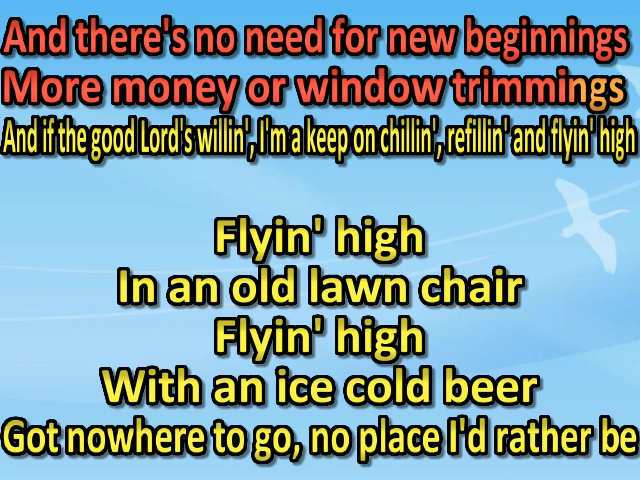 And there's no need for new beginnings
More money or window trimmings
And if the good Lord's willin', I'm a keep on chillin', refillin' and flyin' high
Flyin' high
In an old lawn chair
Flyin' high
With an ice cold beer
Got nowhere to go, no place I'd rather be